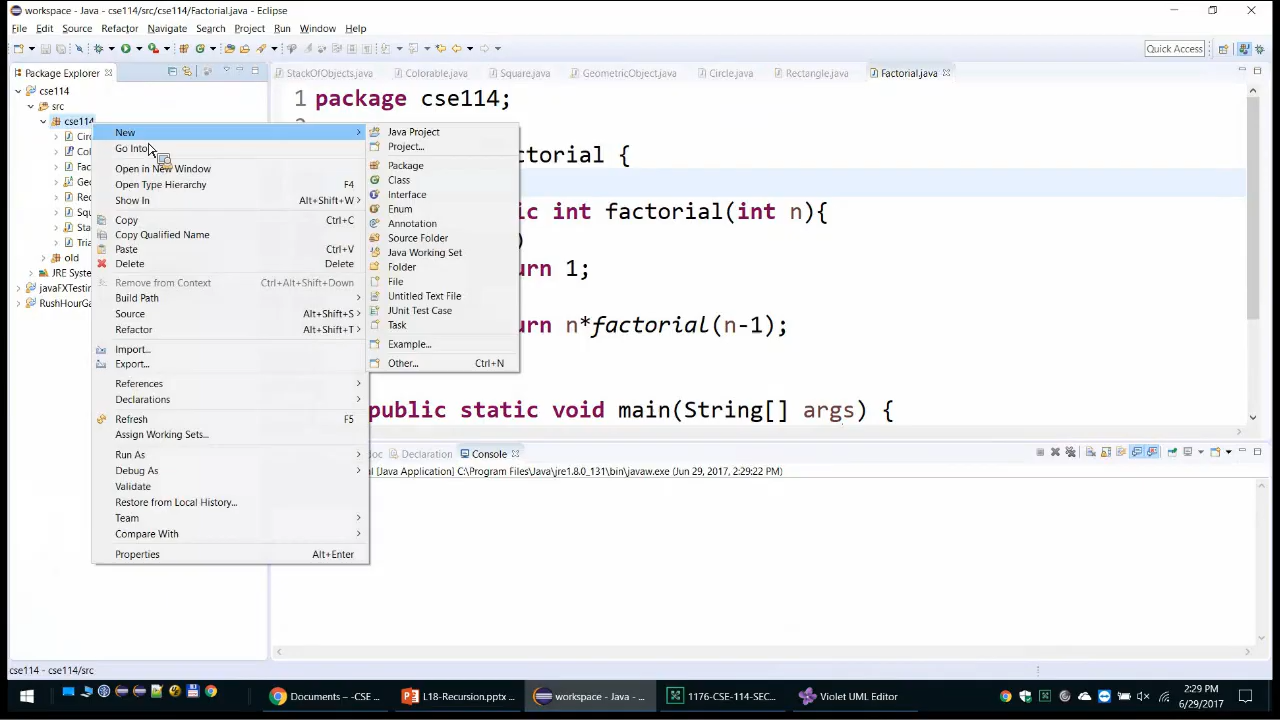 workspace - Java - cse114/src/cse114/Factorial.java - Eclipse
File Edit Source Refactor Navigate Search Project Run Window Help
Quick Access
Package Explorer
StackOfObjects.java Colorable.java Square.java GeometricObject.java Circle.java Rectangle.java Factorial.java
cse114
src
cse114
old
JRE Syste
javaFXTesting
RushHourGa
New
Go Into
Open in New Window
Open Type Hierarchy F4
Show In Alt+Shift+W
Copy Ctrl+C
Copy Qualified Name
Paste Ctrl+V
Delete Delete
Remove from Context Ctrl+Alt+Shift+Down
Build Path
Source Alt+Shift+S
Refactor Alt+Shift+T
Import...
Export...
References
Declarations
Refresh F5
Assign Working Sets...
Run As
Debug As
Validate
Restore from Local History...
Team
Compare With
Properties Alt+Enter
Java Project
Project...
Package
Class
Interface
Enum
Annotation
Source Folder
Java Working Set
Folder
File
Untitled Text File
JUnit Test Case
Task
Example...
Other... Ctrl+N
1 package cse114;
ctorial {
ic int factorial(int n){
)
urn 1;
urn n*factorial(n-1);
public static void main(String[] args) {
doc Declaration Console
l [Java Application] C:\Program Files\Java\jre1.8.0_131\bin\javaw.exe (Jun 29, 2017, 2:29:22 PM)
cse114 - cse114/src
Documents – -CSE ... L18-Recursion.pptx ... workspace - Java - ... 1176-CSE-114-SEC... Violet UML Editor
2:29 PM
6/29/2017